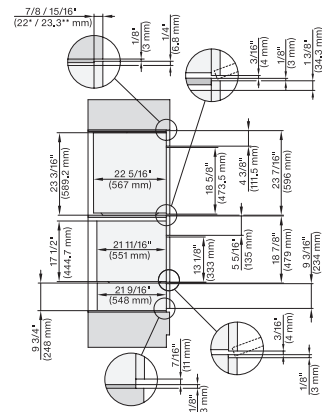 7/8 / 15/16"
(22* / 23.3** mm)
1/8"
(3 mm)
1/4"
(6.8 mm)
3/16"
(4 mm)
1/8"
(3 mm)
1 3/8"
(34.3 mm)
23 3/16"
(589.2 mm)
22 5/16"
(567 mm)
18 5/8"
(473.5 mm)
4 3/8"
(111.5 mm)
23 7/16"
(596 mm)
17 1/2"
(444.7 mm)
21 11/16"
(551 mm)
13 1/8"
(333 mm)
5 5/16"
(135 mm)
18 7/8"
(479 mm)
9 3/16"
(234 mm)
21 9/16"
(548 mm)
9 3/4"
(248 mm)
7/16"
(11 mm)
1/8"
(3 mm)
3/16"
(4 mm)
1/8"
(3 mm)